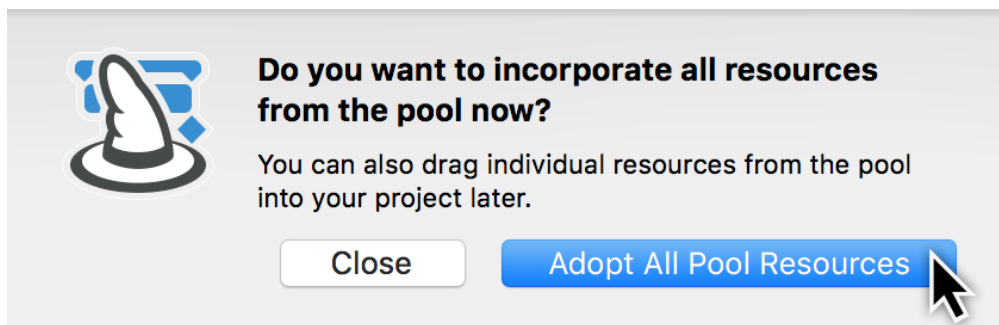 Do you want to incorporate all resources
from the pool now?
You can also drag individual resources from the pool
into your project later.
Close
Adopt All Pool Resources